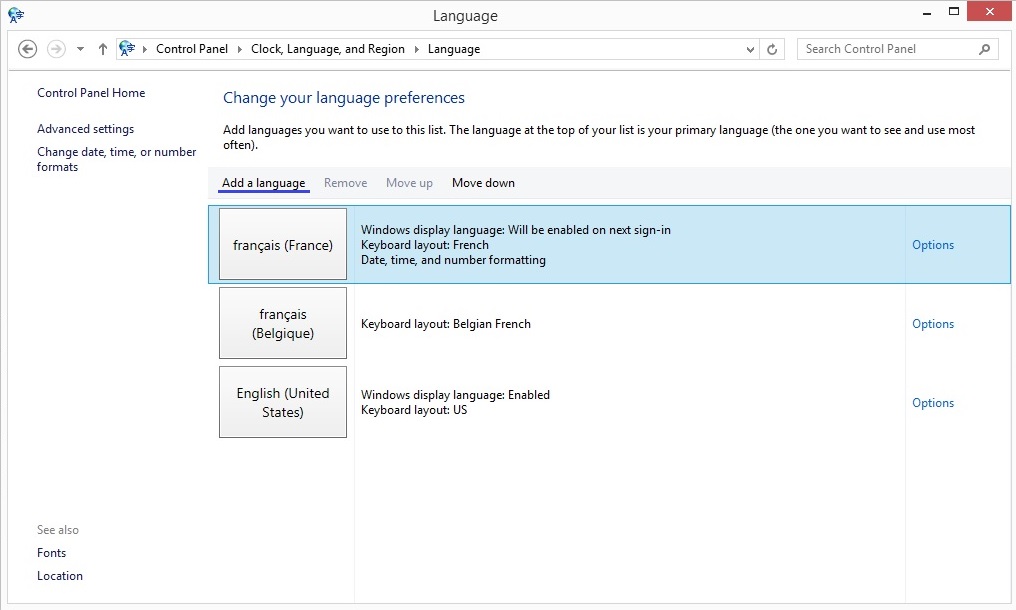 Language
Control Panel Clock, Language, and Region Language
Search Control Panel
Control Panel Home
Advanced settings
Change date, time, or number
formats
Change your language preferences
Add languages you want to use to this list. The language at the top of your list is your primary language (the one you want to see and use most
often).
Add a language Remove Move up Move down
français (France)
Windows display language: Will be enabled on next sign-in
Keyboard layout: French
Date, time, and number formatting
Options
français
(Belgique)
Keyboard layout: Belgian French
Options
English (United
States)
Windows display language: Enabled
Keyboard layout: US
Options
See also
Fonts
Location